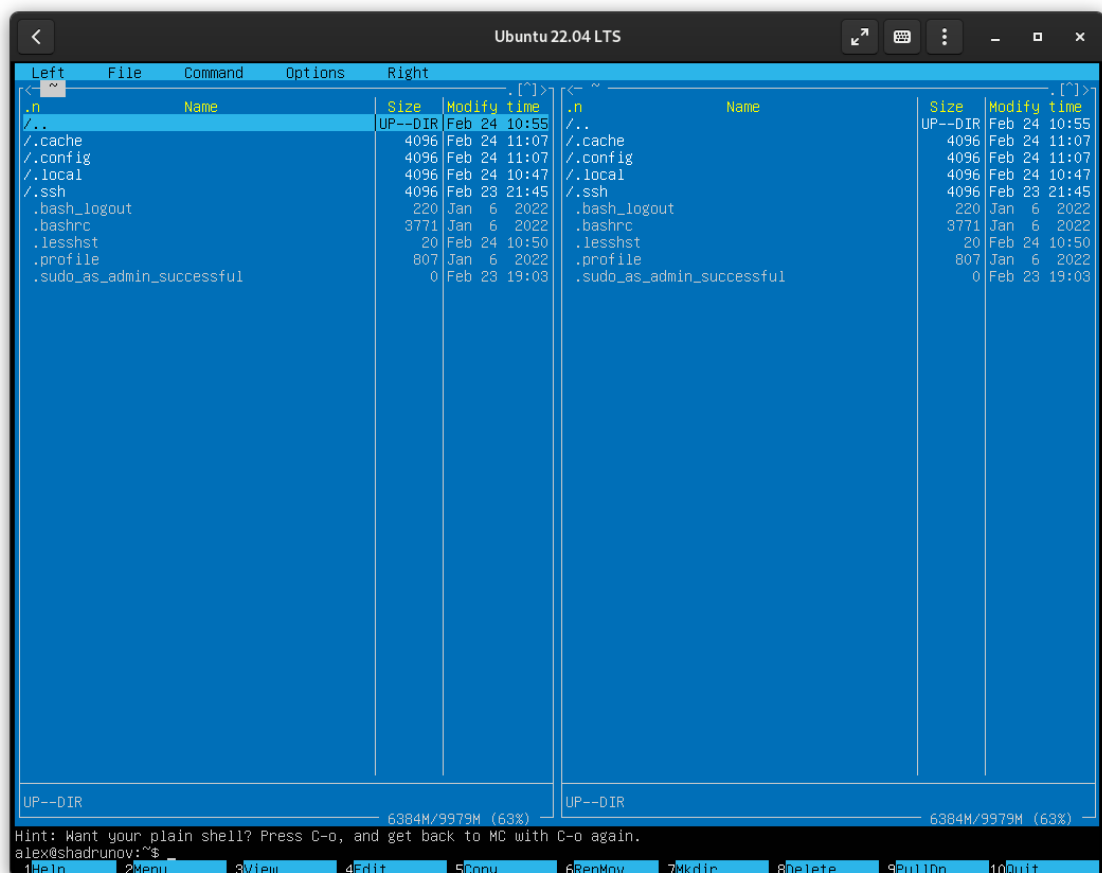 Ubuntu 22.04 LTS
Left File Command Options Right
<- ~ .[^]> <- ~ .[^]>
.n Name Size Modify time .n Name Size Modify time
/.. UP--DIR Feb 24 10:55 /.. UP--DIR Feb 24 10:55
/.cache 4096 Feb 24 11:07 /.cache 4096 Feb 24 11:07
/.config 4096 Feb 24 11:07 /.config 4096 Feb 24 11:07
/.local 4096 Feb 24 10:47 /.local 4096 Feb 24 10:47
/.ssh 4096 Feb 23 21:45 /.ssh 4096 Feb 23 21:45
.bash_logout 220 Jan 6 2022 .bash_logout 220 Jan 6 2022
.bashrc 3771 Jan 6 2022 .bashrc 3771 Jan 6 2022
.lesshst 20 Feb 24 10:50 .lesshst 20 Feb 24 10:50
.profile 807 Jan 6 2022 .profile 807 Jan 6 2022
.sudo_as_admin_successful 0 Feb 23 19:03 .sudo_as_admin_successful 0 Feb 23 19:03
UP--DIR UP--DIR
6384M/9979M (63%) 6384M/9979M (63%)
Hint: Want your plain shell? Press C-o, and get back to MC with C-o again.
alex@shadrunov:~$ _
1Help 2Menu 3View 4Edit 5Copy 6RenMov 7Mkdir 8Delete 9PullDn 10Quit